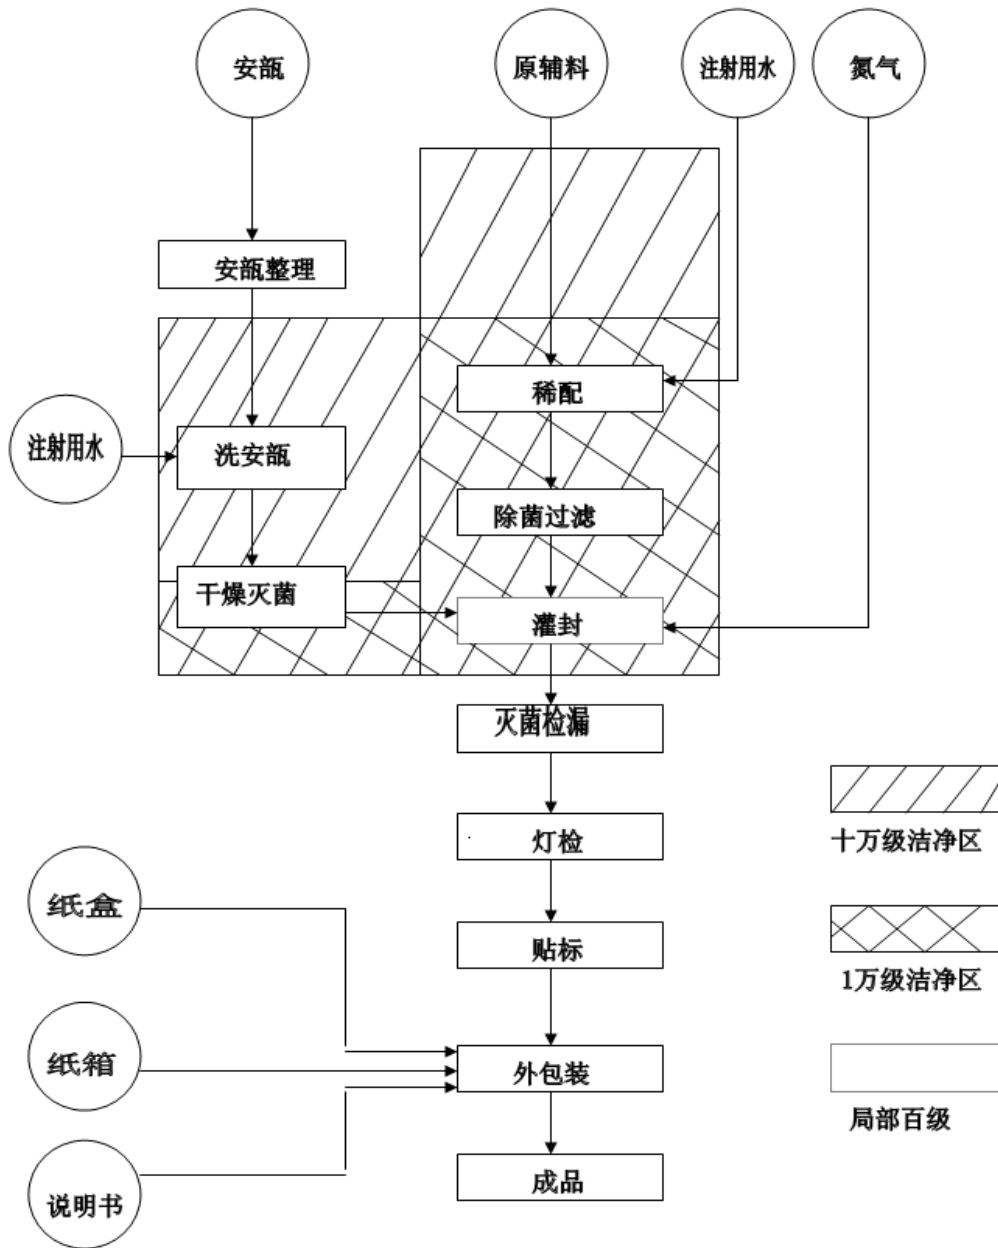 安瓿
原辅料
注射用水
氮气
安瓿整理
稀配
注射用水
洗安瓿
除菌过滤
干燥灭菌
灌封
灭菌检漏
十万级洁净区
灯检
纸盒
贴标
1万级洁净区
纸箱
外包装
局部百级
说明书
成品